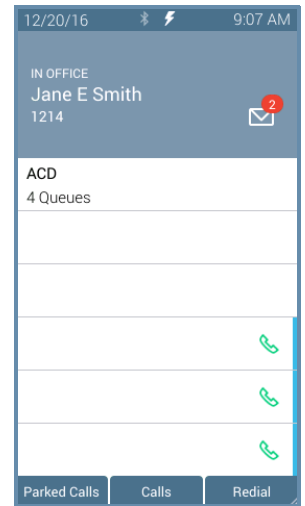 12/20/16 9:07 AM
IN OFFICE
Jane E Smith
1214
2
ACD
4 Queues
Parked Calls Calls Redial